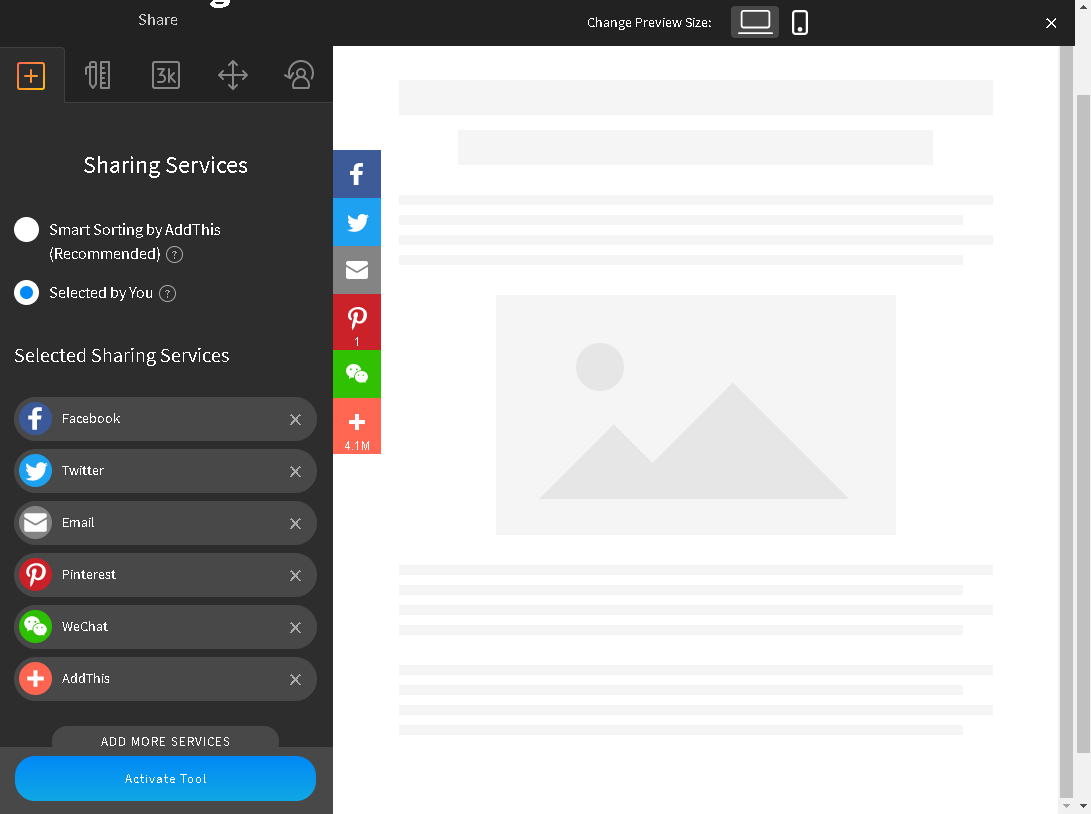 Share
Change Preview Size:
3k
Sharing Services
Smart Sorting by AddThis
(Recommended) ?
Selected by You ?
Selected Sharing Services
Facebook
Twitter
Email
Pinterest
WeChat
AddThis
ADD MORE SERVICES
Activate Tool
1
4.1M